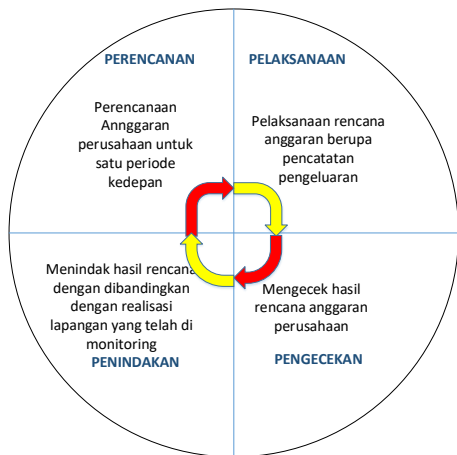 PERENCANAN
Perencanaan
Annggaran
perusahaan untuk
satu periode
kedepan
PELAKSANAAN
Pelaksanaan rencana
anggaran berupa
pencatatan
pengeluaran
Menindak hasil rencana
dengan dibandingkan
dengan realisasi
lapangan yang telah di
monitoring
PENINDAKAN
Mengecek hasil
rencana anggaran
perusahaan
PENGECEKAN